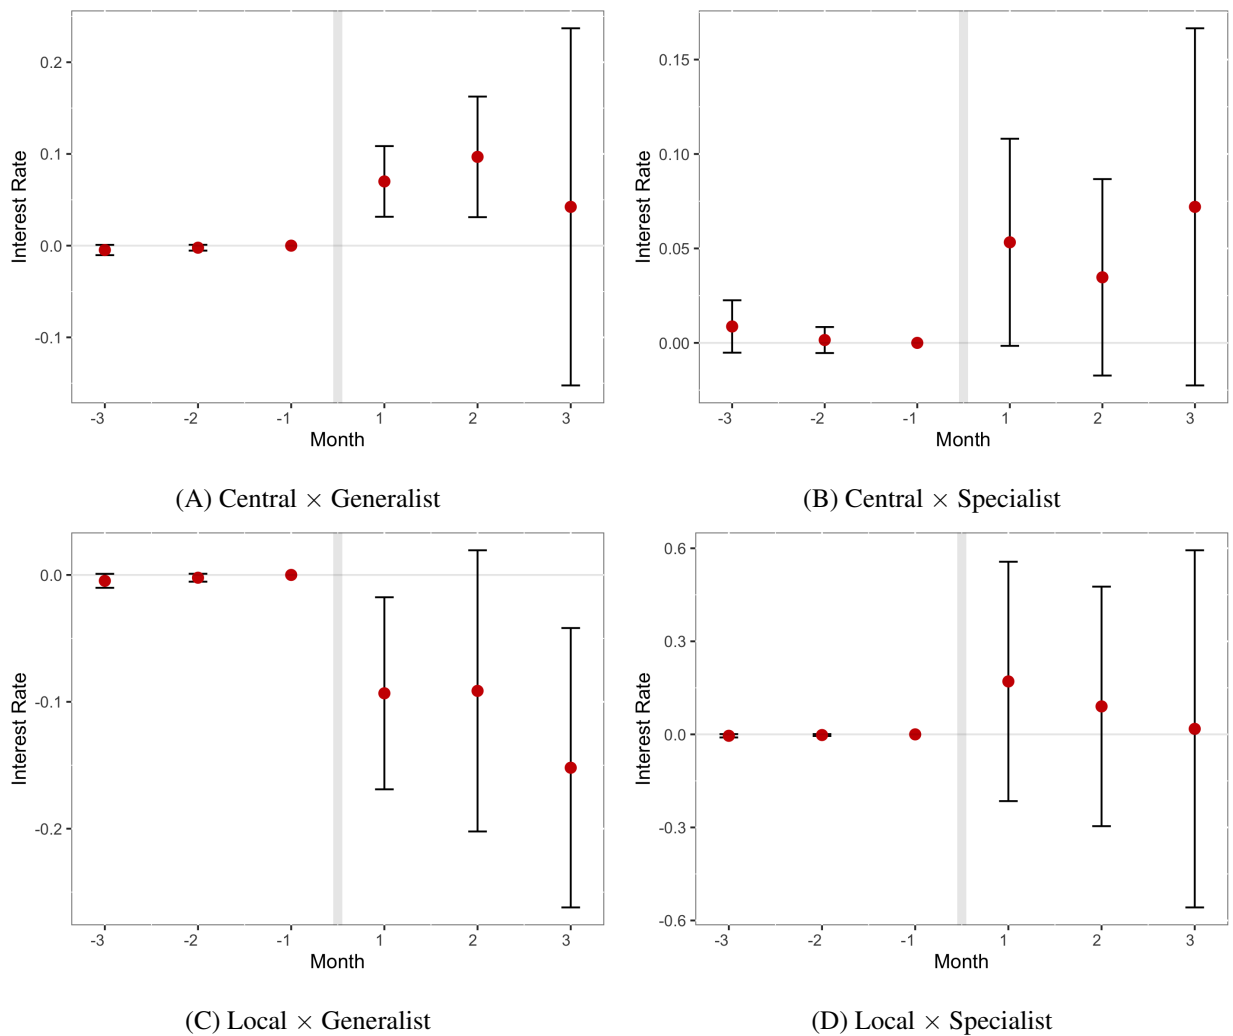 0.2
0.1
0.0
-0.1
Interest Rate
-3 -2 -1 1 2 3
Month
(A) Central × Generalist
0.15
0.10
0.05
0.00
Interest Rate
-3 -2 -1 1 2 3
Month
(B) Central × Specialist
0.0
-0.1
-0.2
Interest Rate
-3 -2 -1 1 2 3
Month
(C) Local × Generalist
0.6
0.3
0.0
-0.3
-0.6
Interest Rate
-3 -2 -1 1 2 3
Month
(D) Local × Specialist